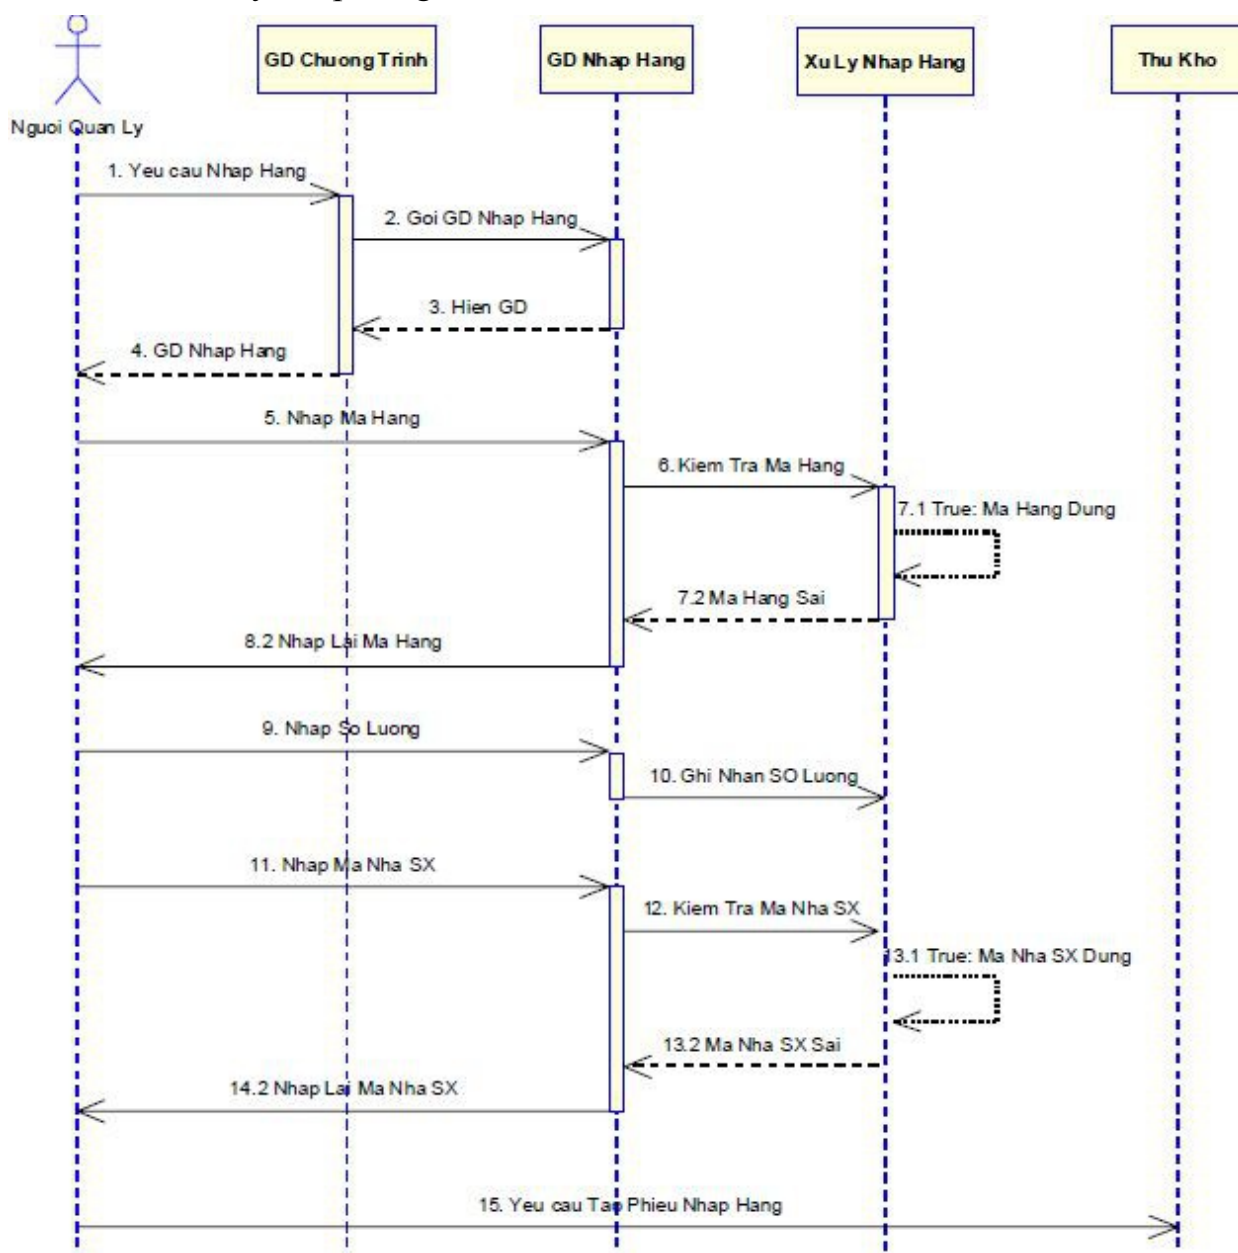 GD Chuong Trinh
GD Nhap Hang
Xu Ly Nhap Hang
Thu Kho
Nguoi Quan Ly
1. Yeu cau Nhap Hang
2. Goi GD Nhap Hang
3. Hien GD
4. GD Nhap Hang
5. Nhap Ma Hang
6. Kiem Tra Ma Hang
7.1 True: Ma Hang Dung
7.2 Ma Hang Sai
8.2 Nhap Lai Ma Hang
9. Nhap So Luong
10. Ghi Nhan SO Luong
11. Nhap Ma Nha SX
12. Kiem Tra Ma Nha SX
13.1 True: Ma Nha SX Dung
13.2 Ma Nha SX Sai
14.2 Nhap Lai Ma Nha SX
15. Yeu cau Tao Phieu Nhap Hang